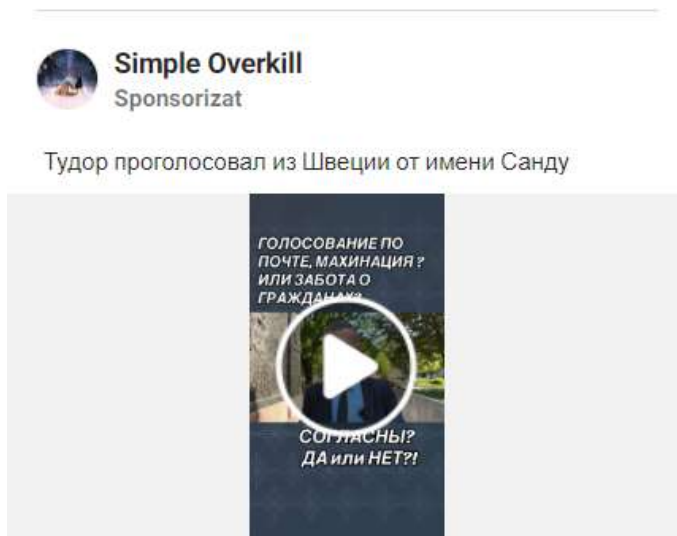 Simple Overkill
Sponsorizat
Тудор проголосовал из Швеции от имени Санду
ГОЛОСОВАНИЕ ПО
ПОЧТЕ, МАХИНАЦИЯ ?
ИЛИ ЗАБОТА О
ГРАЖДАНАХ?
СОГЛАСНЫ?
ДА или НЕТ?!